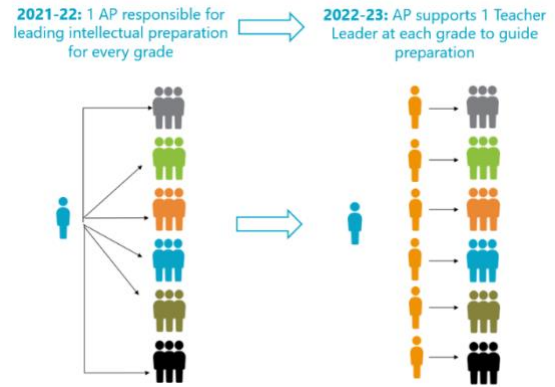 2021-22: 1 AP responsible for
leading intellectual preparation
for every grade
2022-23: AP supports 1 Teacher
Leader at each grade to guide
preparation